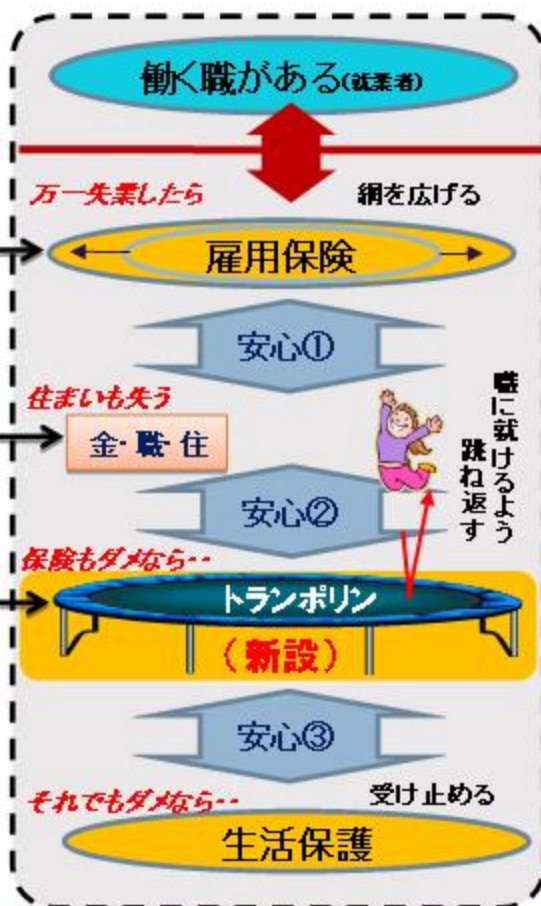 働く職がある(就業者)
万一失業したら
網を広げる
雇用保険
安心①
住まいも失う
金・職・住
職に就けるよう
跳ね返す
安心②
保険もダメなら‥
トランポリン
(新設)
安心③
それでもダメなら‥
受け止める
生活保護